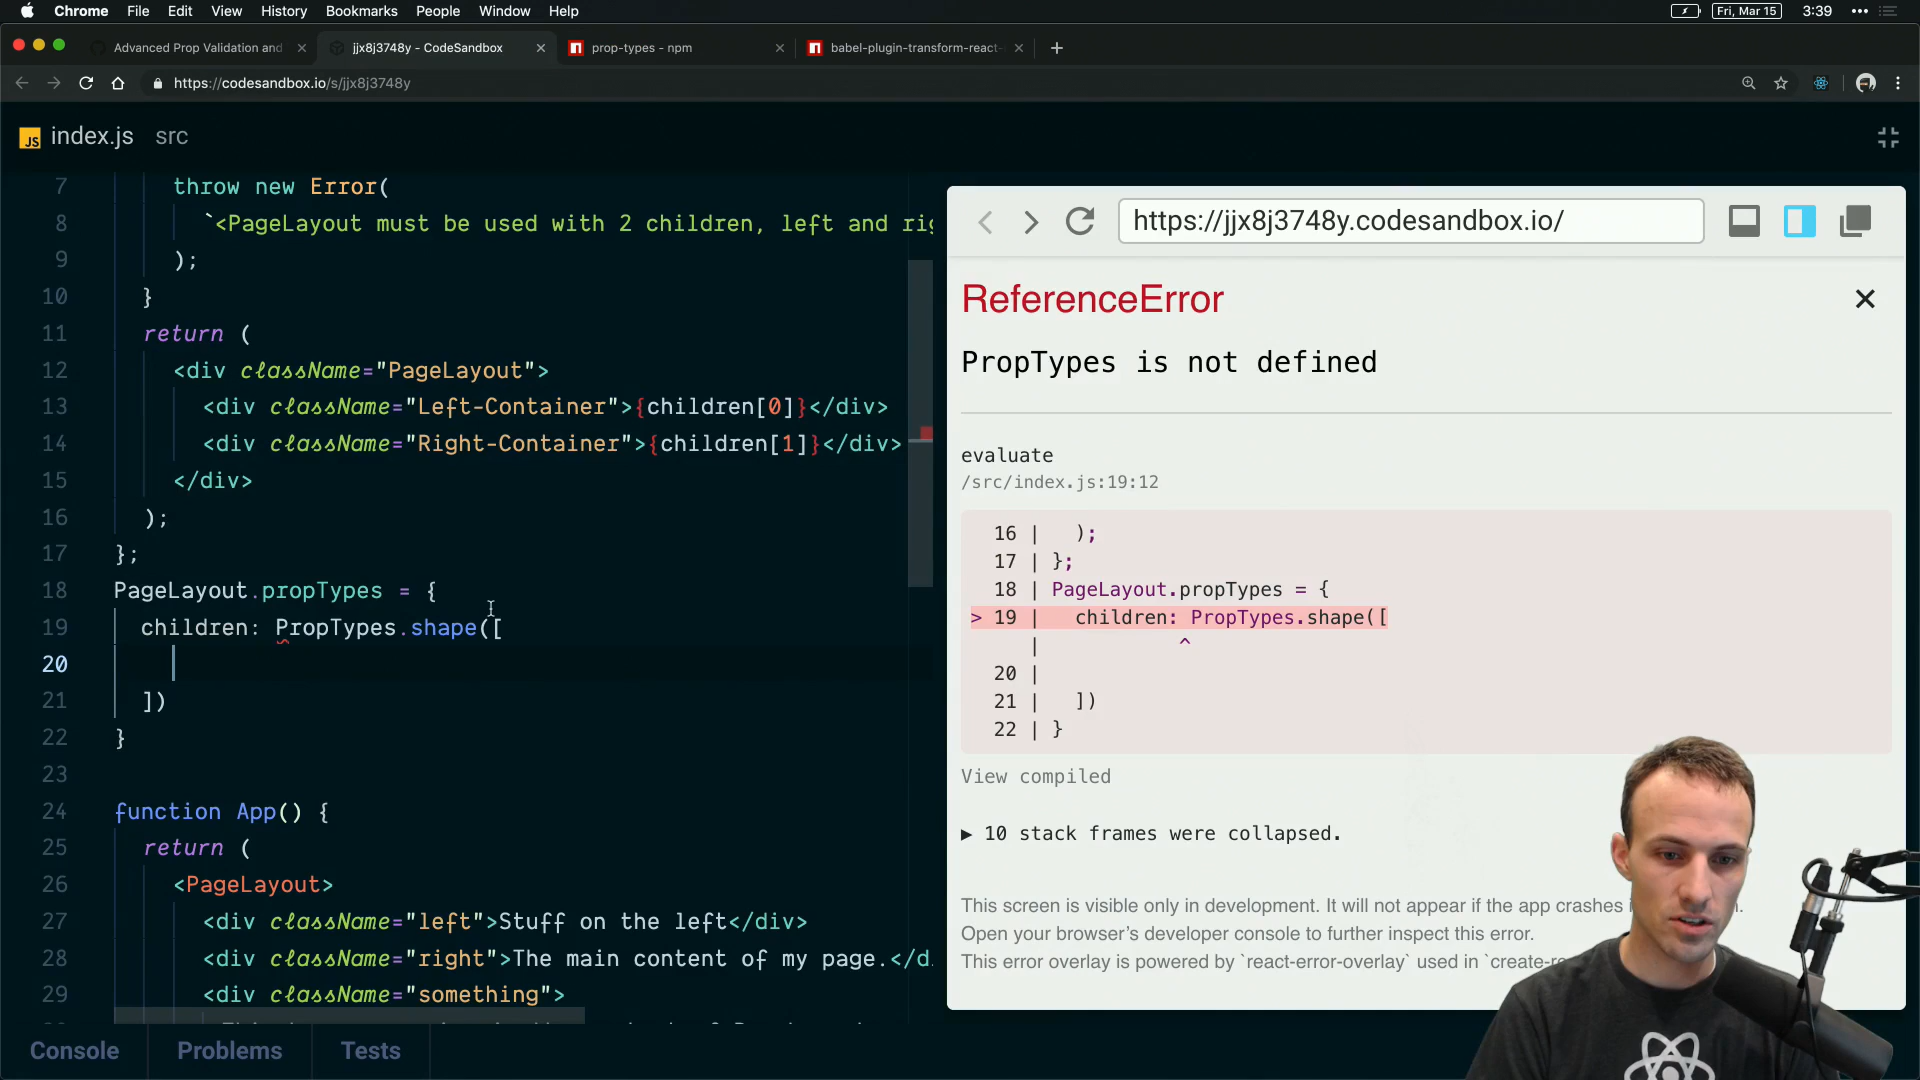 Chrome File Edit View History Bookmarks People Window Help Fri, Mar 15 3:39
Advanced Prop Validation and
jjx8j3748y - CodeSandbox
prop-types - npm
babel-plugin-transform-react-
https://codesandbox.io/s/jjx8j3748y
JS index.js src
7 throw new Error(
8 `<PageLayout must be used with 2 children, left and rig
9 );
10 }
11 return (
12 <div className="PageLayout">
13 <div className="Left-Container">{children[0]}</div>
14 <div className="Right-Container">{children[1]}</div>
15 </div>
16 );
17 };
18 PageLayout.propTypes = {
19 children: PropTypes.shape([
20
21 ])
22 }
23
24 function App() {
25 return (
26 <PageLayout>
27 <div className="left">Stuff on the left</div>
28 <div className="right">The main content of my page.</d
29 <div className="something">
Console Problems Tests
https://jjx8j3748y.codesandbox.io/
ReferenceError
PropTypes is not defined
evaluate
/src/index.js:19:12
16 | );
17 | };
18 | PageLayout.propTypes = {
> 19 | children: PropTypes.shape([
| ^
20 |
21 | ])
22 | }
View compiled
▶ 10 stack frames were collapsed.
This screen is visible only in development. It will not appear if the app crashes i
Open your browser’s developer console to further inspect this error.
This error overlay is powered by `react-error-overlay` used in `create-re